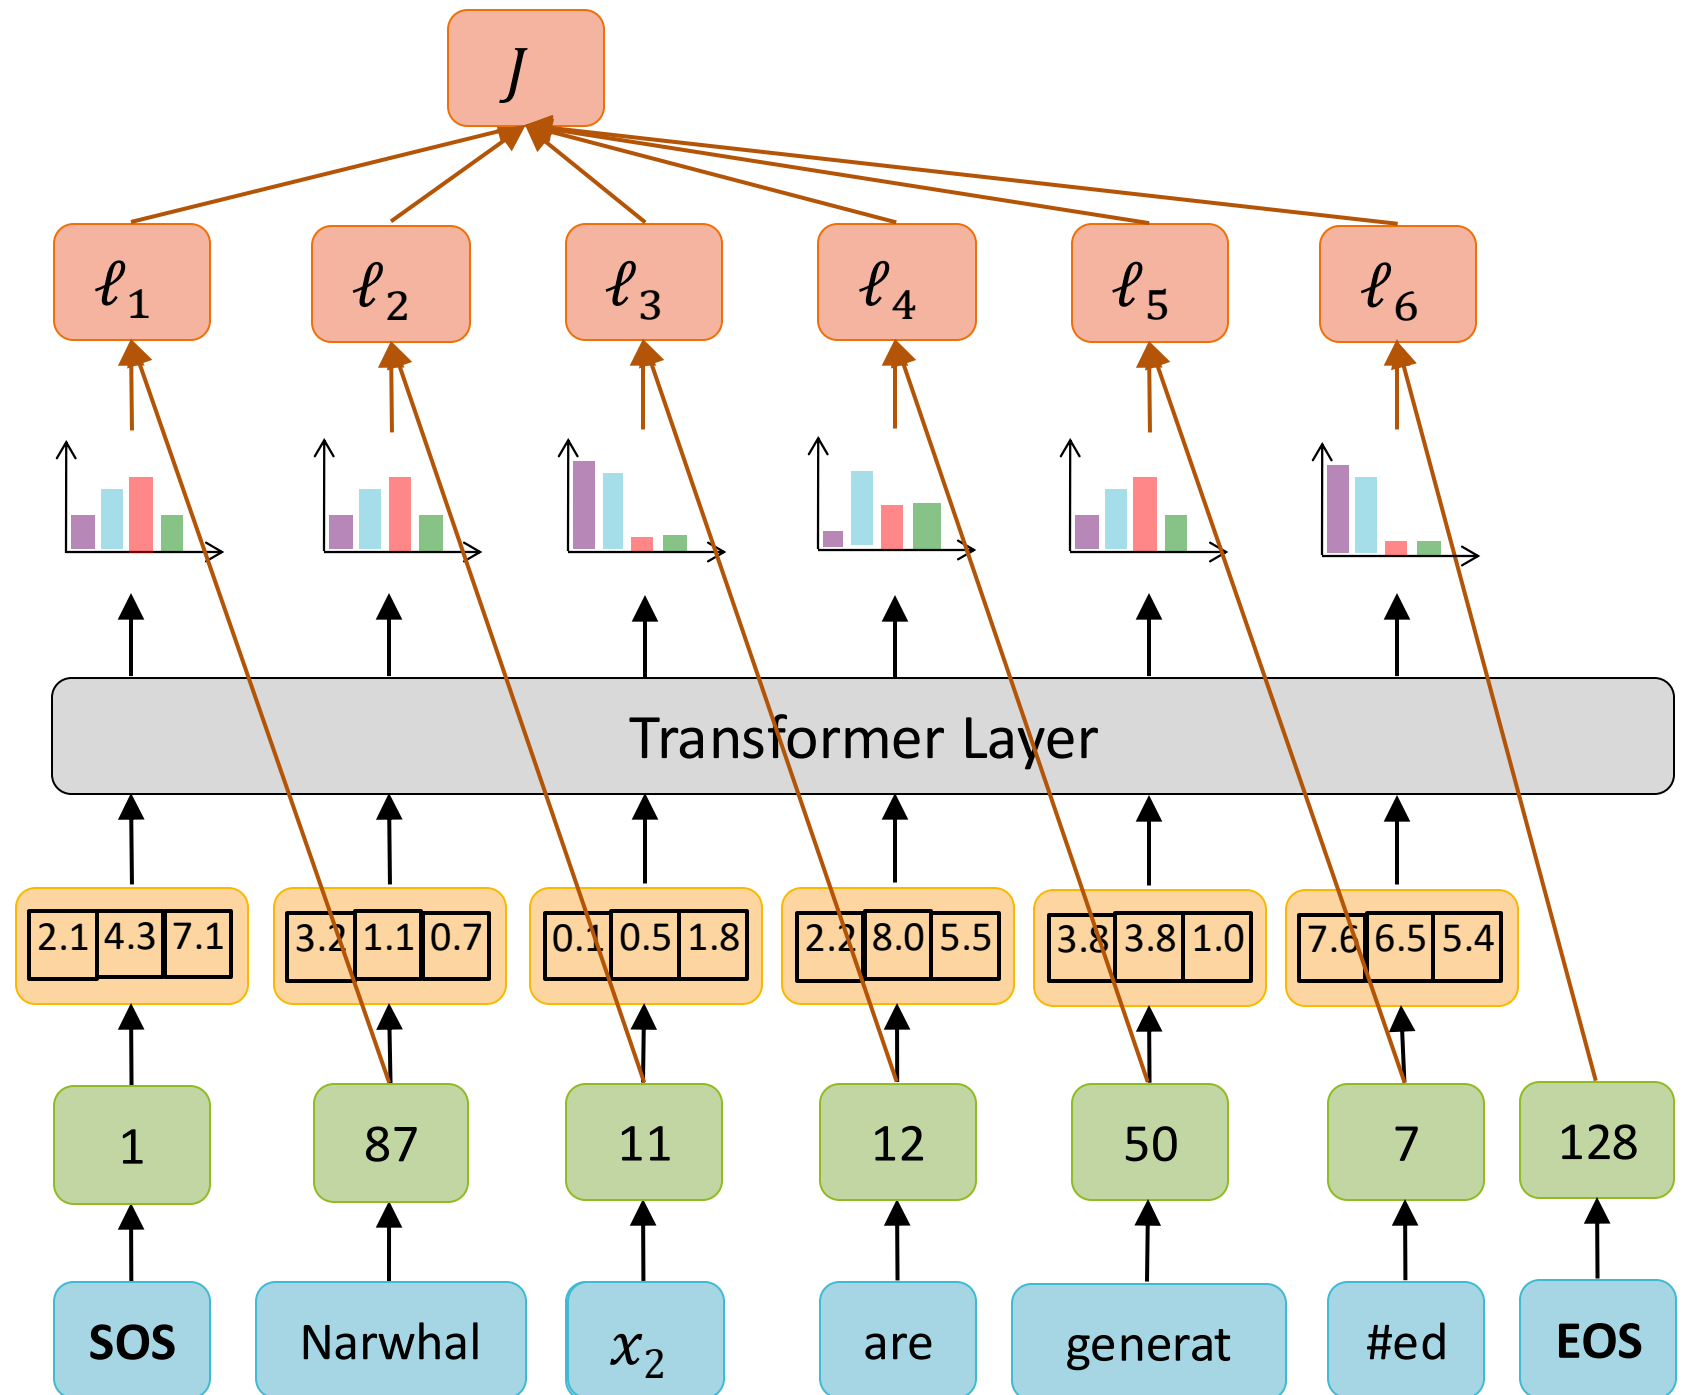 J
ℓ1 ℓ2 ℓ3 ℓ4 ℓ5 ℓ6
Transformer Layer
2.1 4.3 7.1 3.2 1.1 0.7 0.1 0.5 1.8 2.2 8.0 5.5 3.8 3.8 1.0 7.6 6.5 5.4
1 87 11 12 50 7 128
SOS Narwhal x2 are generat #ed EOS